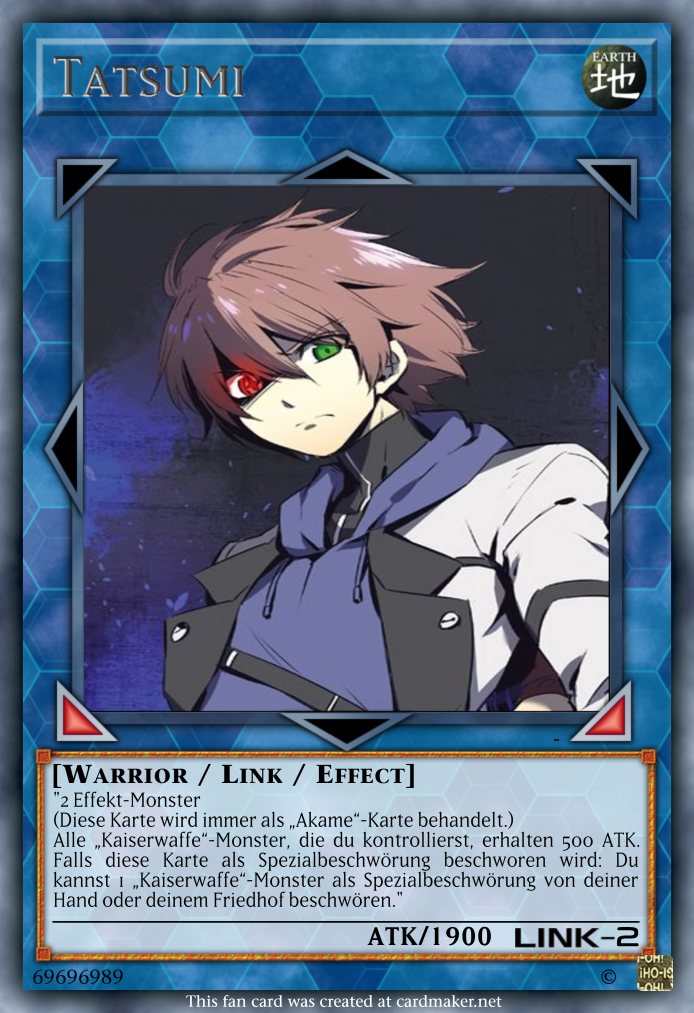 Tatsumi
EARTH
地
-
[Warrior / Link / Effect]
"2 Effekt-Monster
(Diese Karte wird immer als „Akame“-Karte behandelt.)
Alle „Kaiserwaffe“-Monster, die du kontrollierst, erhalten 500 ATK.
Falls diese Karte als Spezialbeschwörung beschworen wird: Du
kannst 1 „Kaiserwaffe“-Monster als Spezialbeschwörung von deiner
Hand oder deinem Friedhof beschwören."
ATK/1900 LINK-2
69696989 ©
This fan card was created at cardmaker.net